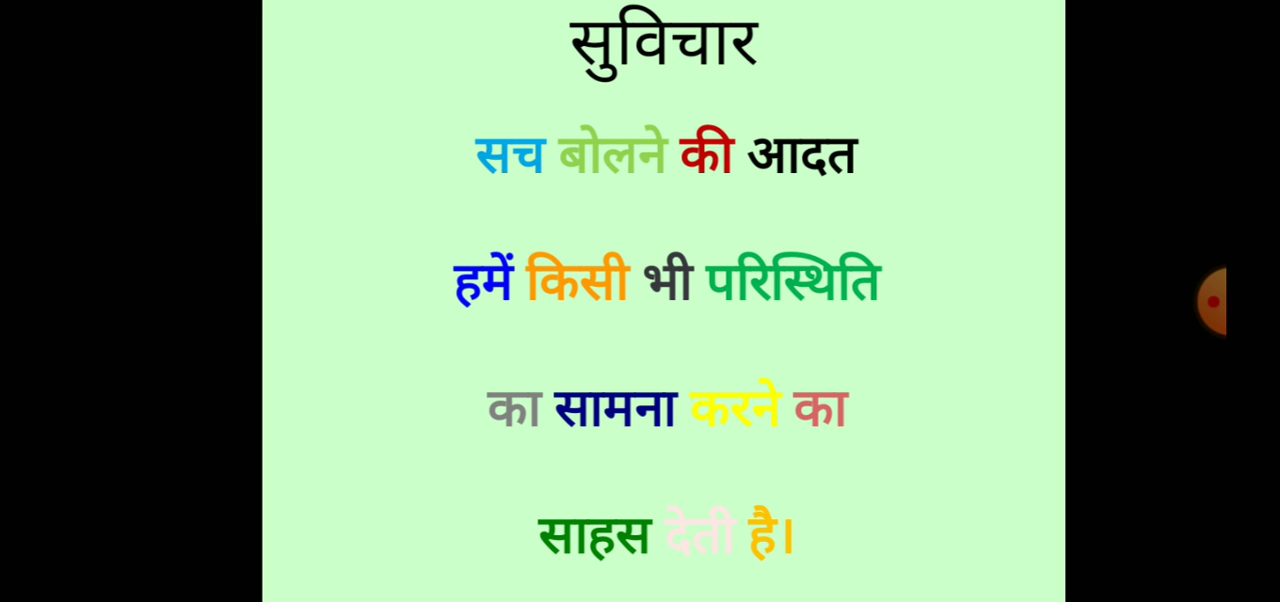 सुविचार
सच बोलने की आदत
हमें किसी भी परिस्थिति
का सामना करने का
साहस देती है।